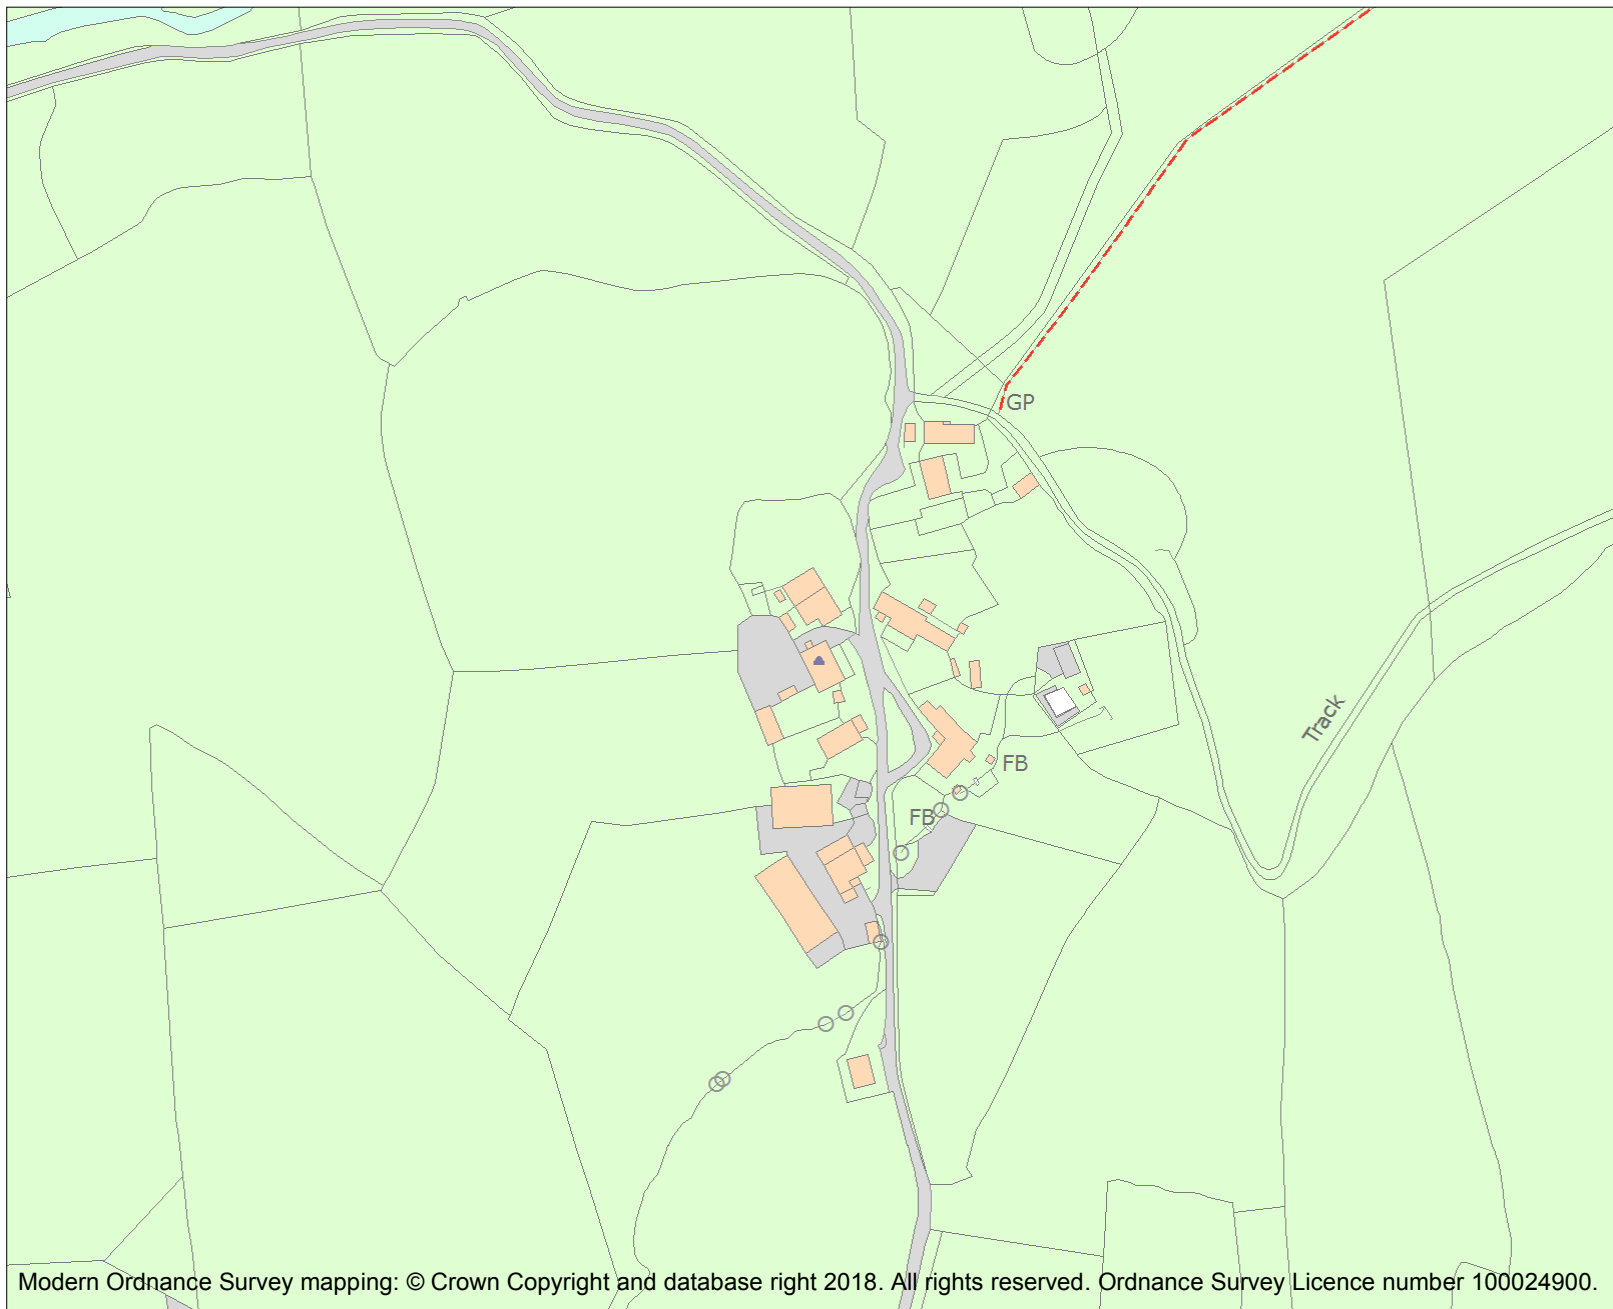 GP
Track
FB
FB
Modern Ordnance Survey mapping: © Crown Copyright and database right 2018. All rights reserved. Ordnance Survey Licence number 100024900.